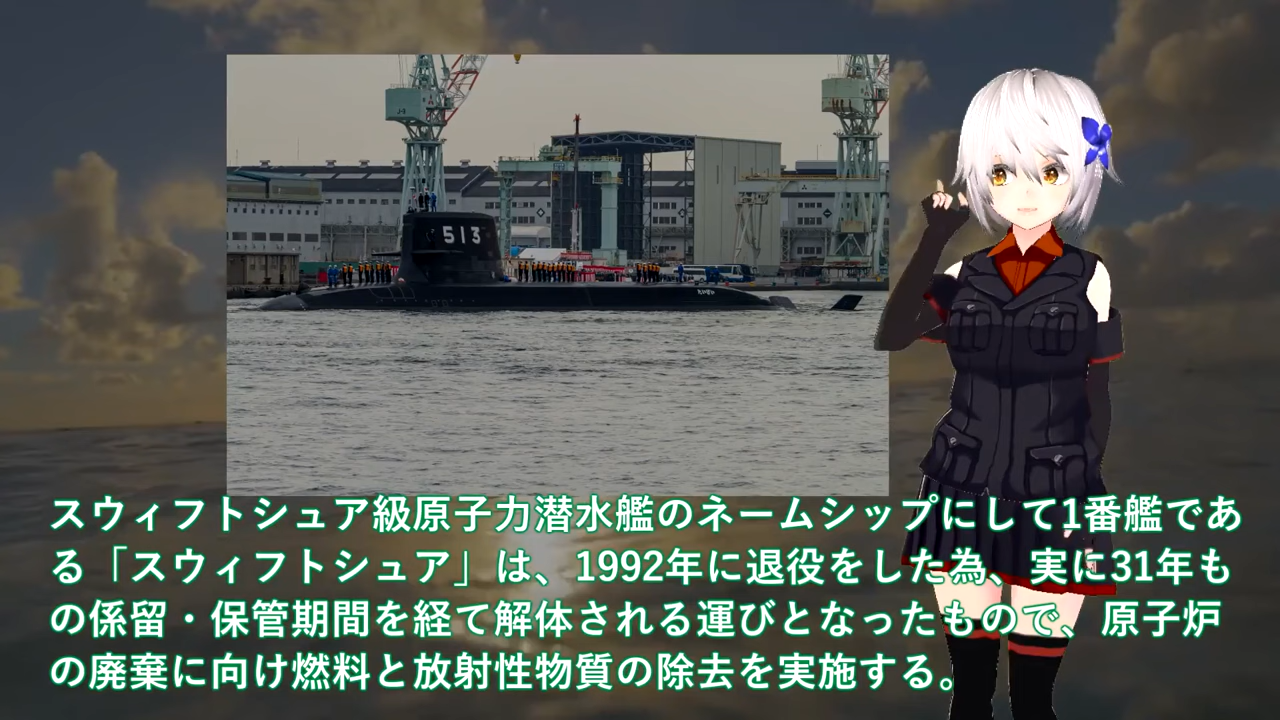 513
スウィフトシュア級原子力潜水艦のネームシップにして1番艦であ
る「スウィフトシュア」は、1992年に退役をした為、実に31年も
の係留・保管期間を経て解体される運びとなったもので、原子炉
の廃棄に向け燃料と放射性物質の除去を実施する。